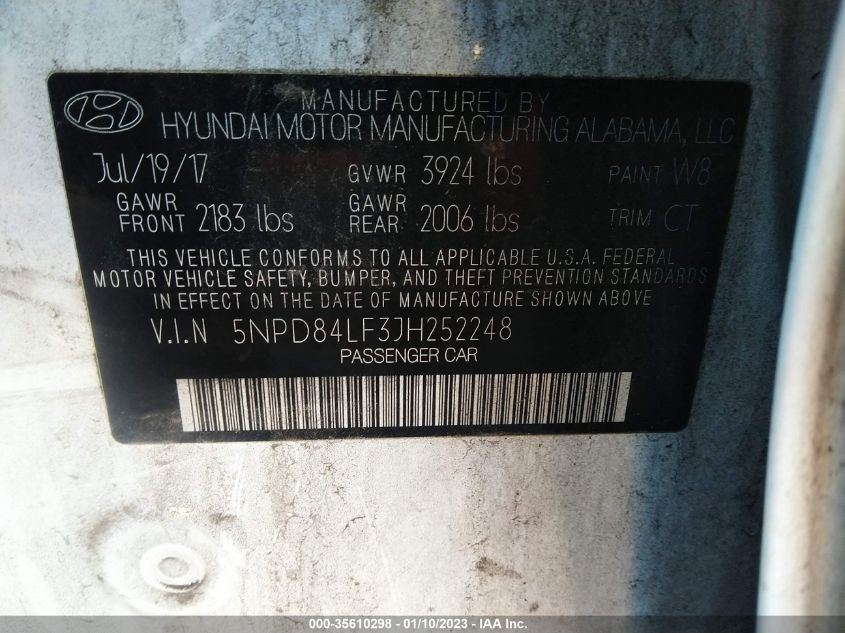 MANUFACTURED BY
HYUNDAI MOTOR MANUFACTURING ALABAMA, LLC
Jul/19/17 GVWR 3924 lbs PAINT W8
GAWR FRONT 2183 lbs GAWR REAR 2006 lbs TRIM CT
THIS VEHICLE CONFORMS TO ALL APPLICABLE U.S.A. FEDERAL
MOTOR VEHICLE SAFETY, BUMPER, AND THEFT PREVENTION STANDARDS
IN EFFECT ON THE DATE OF MANUFACTURE SHOWN ABOVE
V.I.N 5NPD84LF3JH252248
PASSENGER CAR
000-35610298 - 01/10/2023 - IAA Inc.